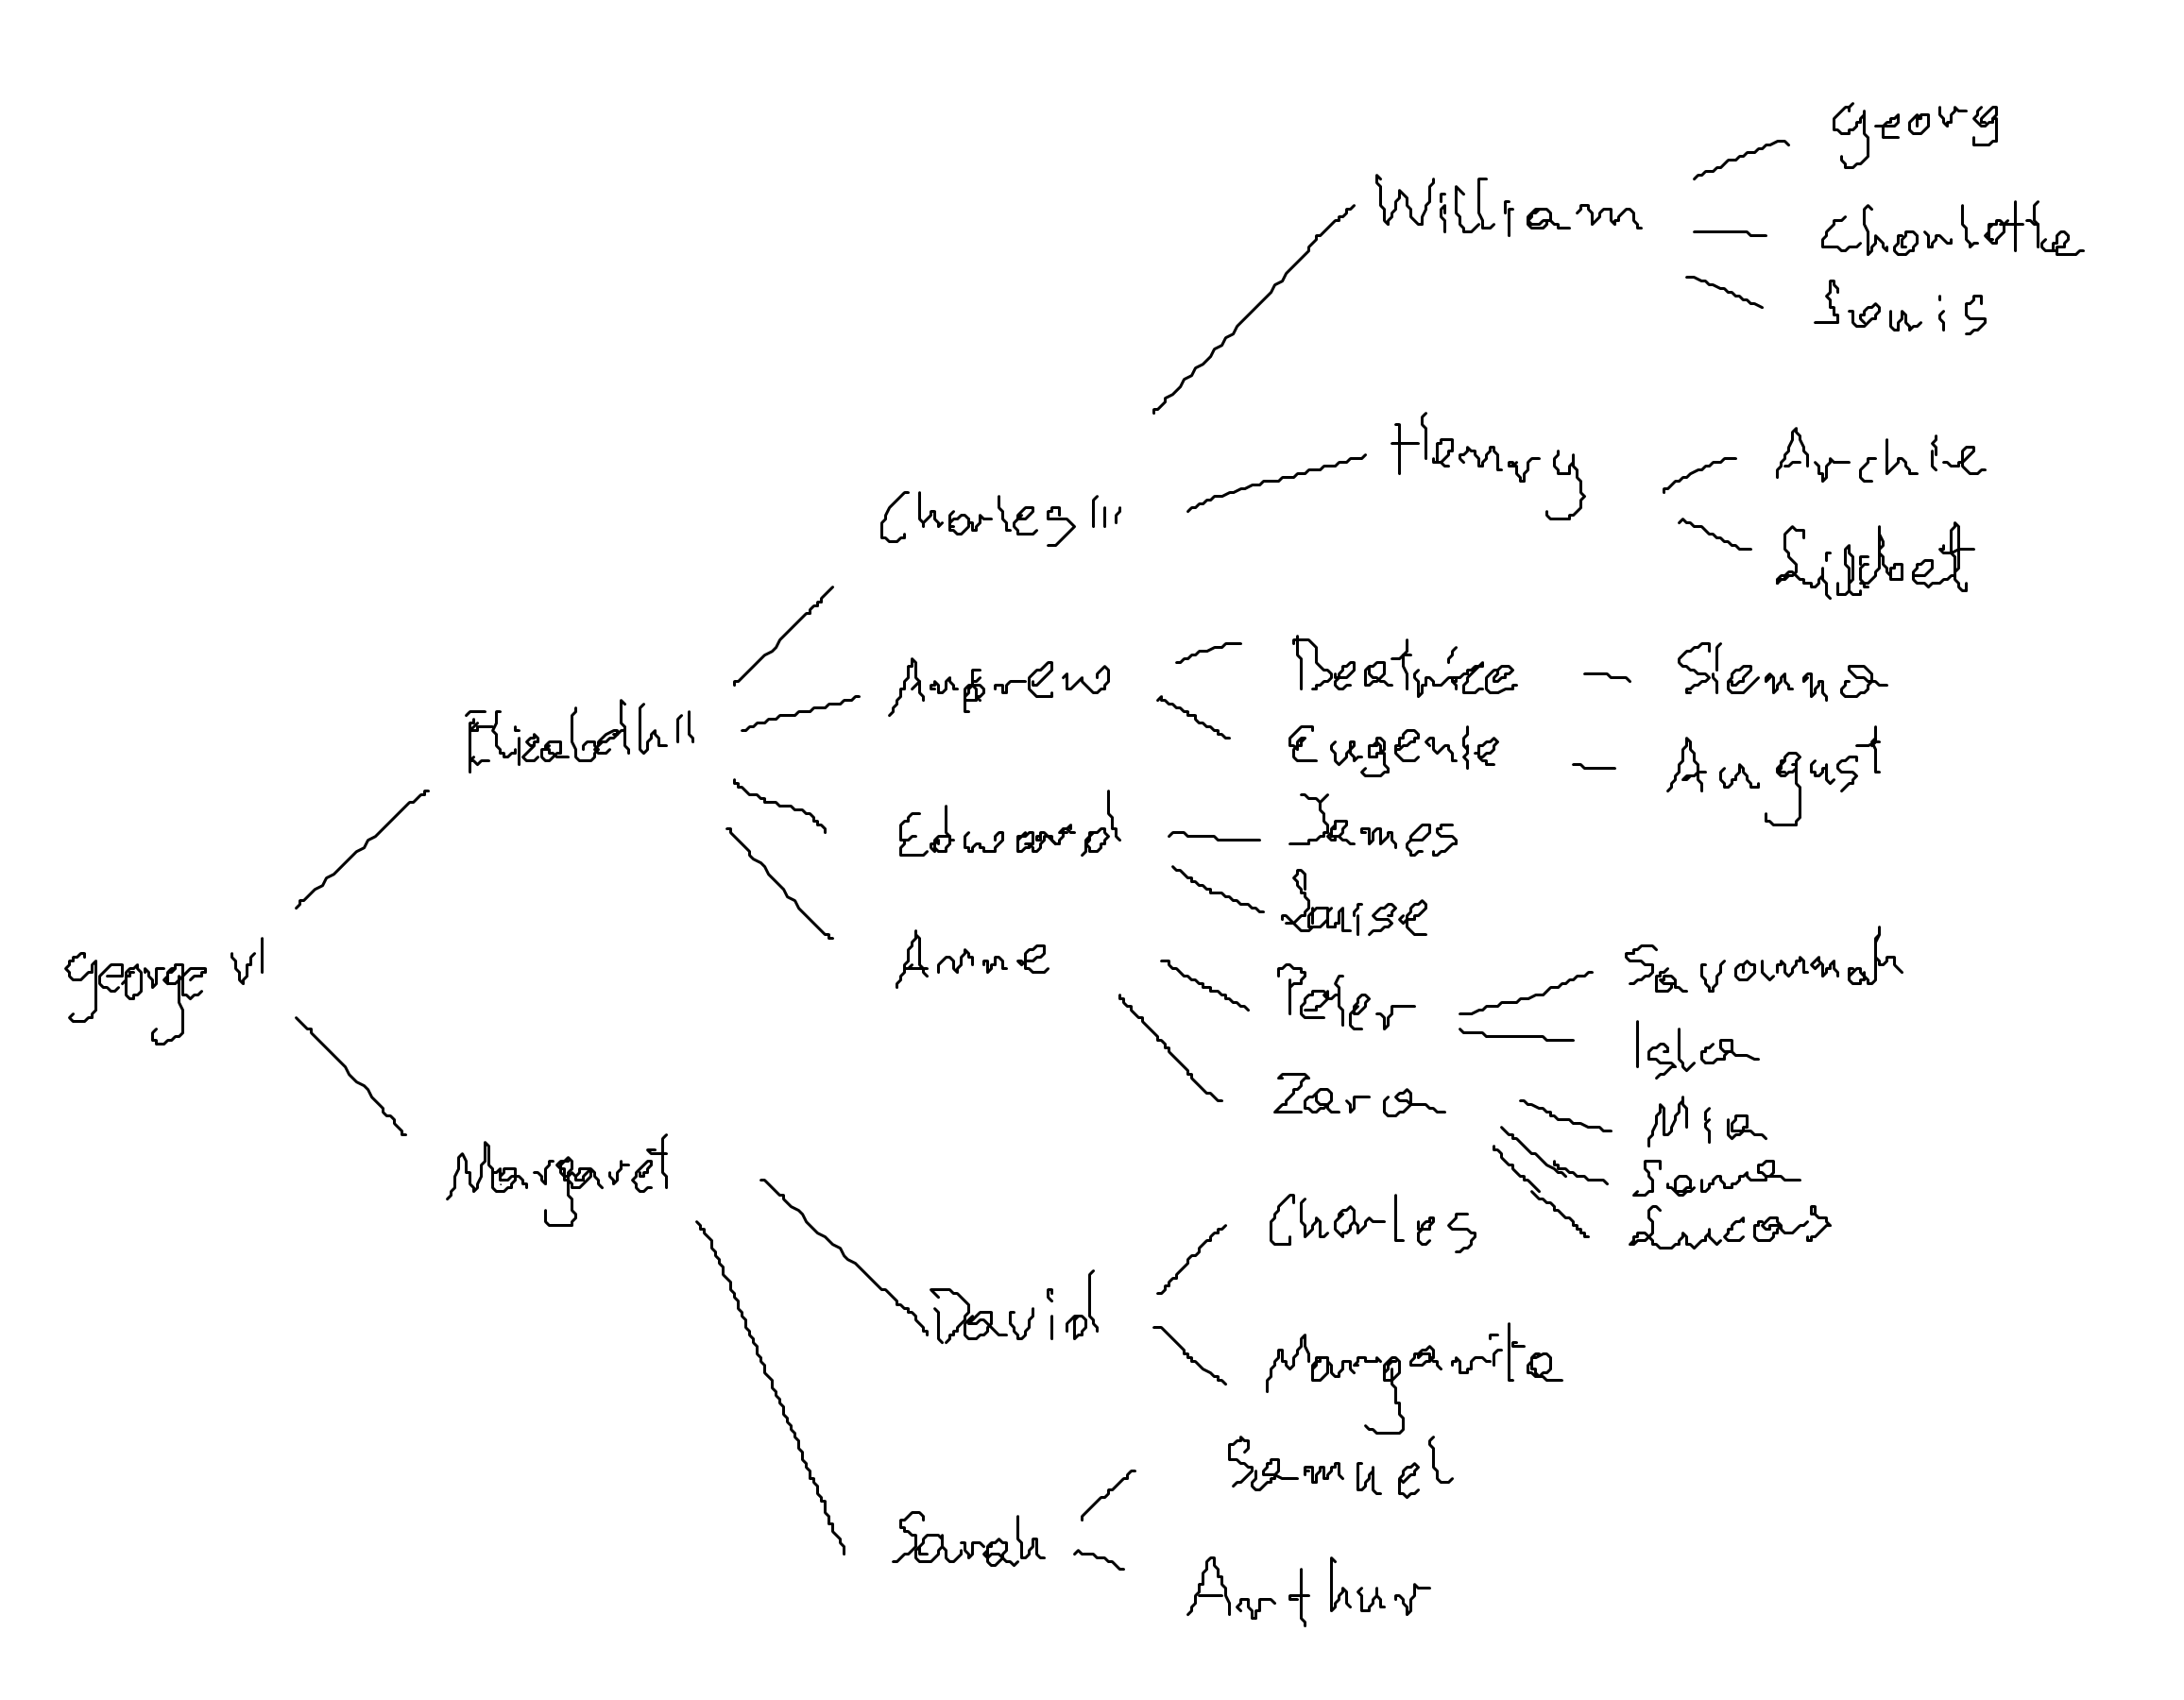 George VI
Elizabeth II
Margaret
Charles III
Andrew
Edward
Anne
David
Sarah
William
Henry
Beatrice
Eugenie
James
Louise
Peter
Zara
Charles
Margarita
Samuel
Arthur
Georg
Charlotte
Louis
Archie
Sienna
August
Savannah
Isla
Mia
Lena
Lucas